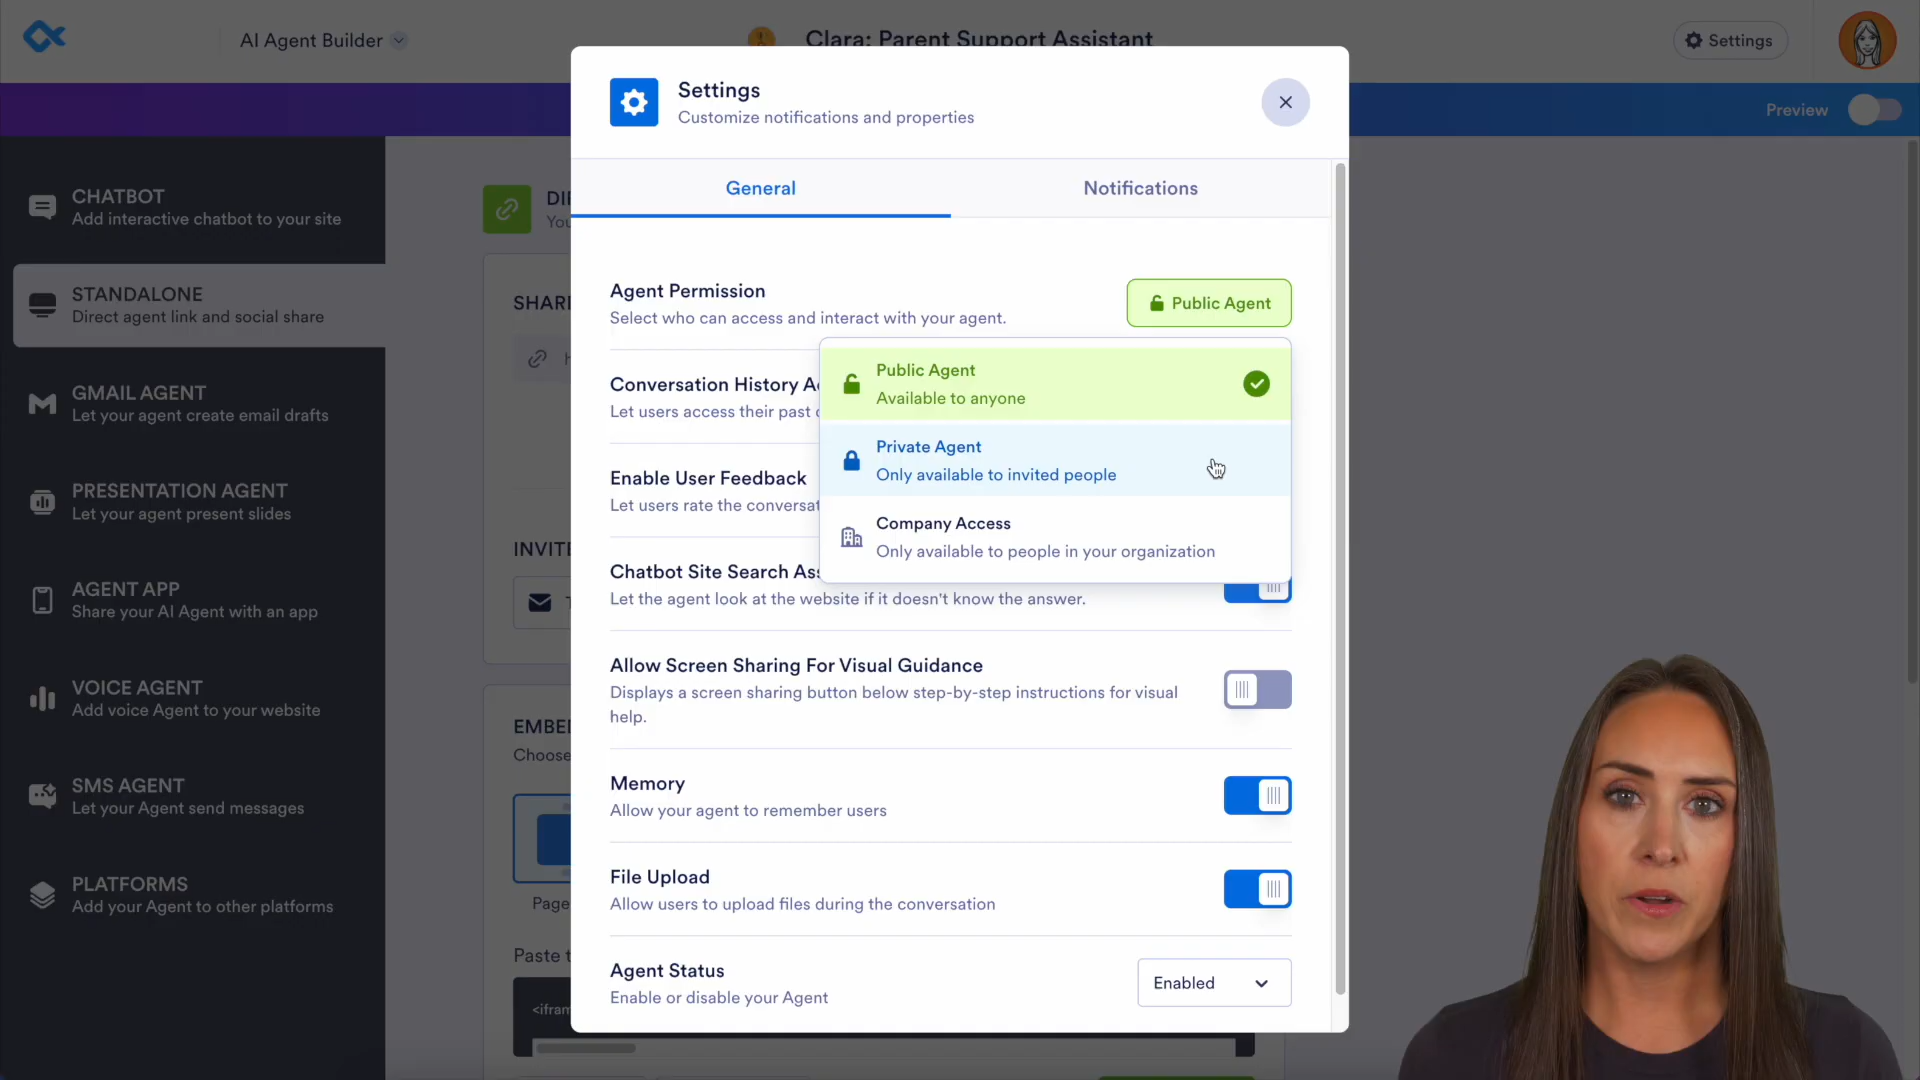 AI Agent Builder
Clara: Parent Support Assistant
Settings
Preview
CHATBOT
Add interactive chatbot to your site
STANDALONE
Direct agent link and social share
GMAIL AGENT
Let your agent create email drafts
PRESENTATION AGENT
Let your agent present slides
AGENT APP
Share your AI Agent with an app
VOICE AGENT
Add voice Agent to your website
SMS AGENT
Let your Agent send messages
PLATFORMS
Add your Agent to other platforms
Settings
Customize notifications and properties
General
Notifications
Agent Permission
Select who can access and interact with your agent.
Public Agent
Public Agent
Available to anyone
Private Agent
Only available to invited people
Company Access
Only available to people in your organization
Conversation History
Let users access their past
Enable User Feedback
Let users rate the
Chatbot Site Search
Let the agent look at the website if it doesn't know the answer.
Allow Screen Sharing For Visual Guidance
Displays a screen sharing button below step-by-step instructions for visual
help.
Memory
Allow your agent to remember users
File Upload
Allow users to upload files during the conversation
Agent Status
Enable or disable your Agent
Enabled
Page
Paste